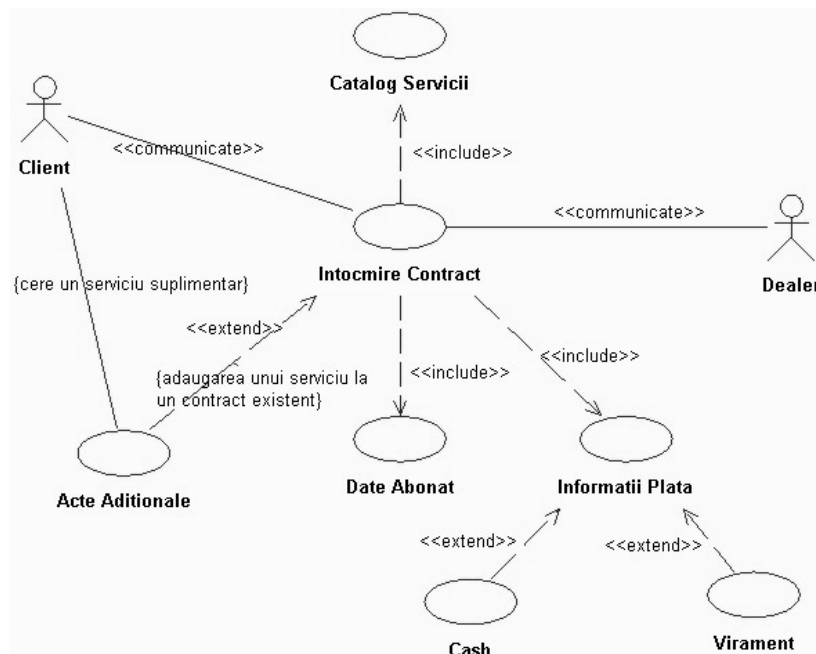 Catalog Servicii
Client
<<communicate>>
<<include>>
<<communicate>>
Intocmire Contract
Dealer
{cere un serviciu suplimentar}
<<extend>>
<<include>>
{adaugarea unui serviciu la
un contract existent}
<<include>>
Acte Aditionale
Date Abonat
Informatii Plata
<<extend>>
<<extend>>
Cash
Virament